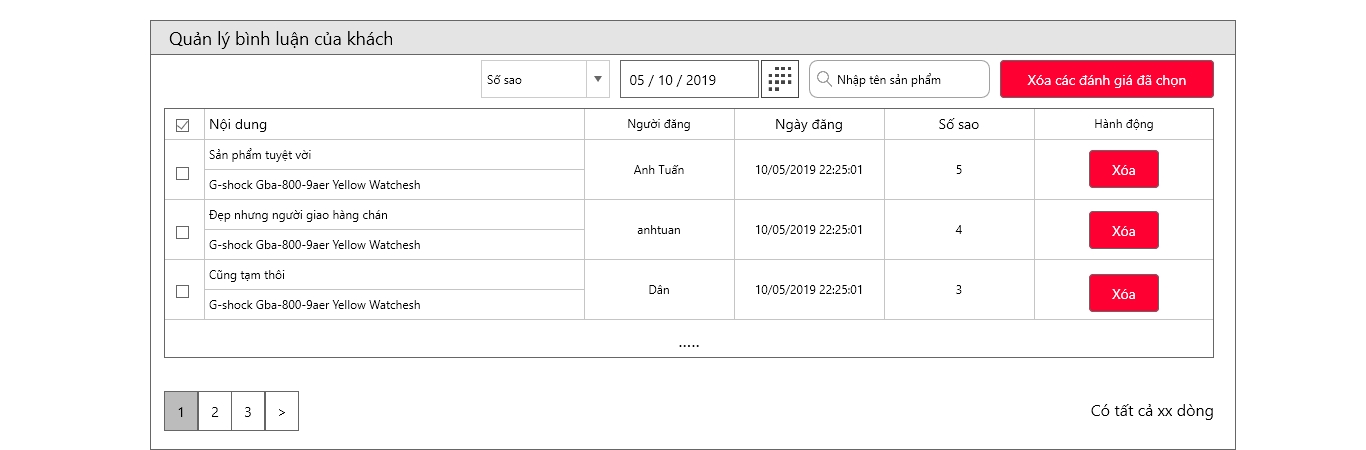 Quản lý bình luận của khách
Số sao
05 / 10 / 2019
Nhập tên sản phẩm
Xóa các đánh giá đã chọn
Nội dung Người đăng Ngày đăng Số sao Hành động
Sản phẩm tuyệt vời
G-shock Gba-800-9aer Yellow Watchesh
Anh Tuấn 10/05/2019 22:25:01 5 Xóa
Đẹp nhưng người giao hàng chán
G-shock Gba-800-9aer Yellow Watchesh
anhtuan 10/05/2019 22:25:01 4 Xóa
Cũng tạm thôi
G-shock Gba-800-9aer Yellow Watchesh
Dân 10/05/2019 22:25:01 3 Xóa
.....
1 2 3 >
Có tất cả xx dòng